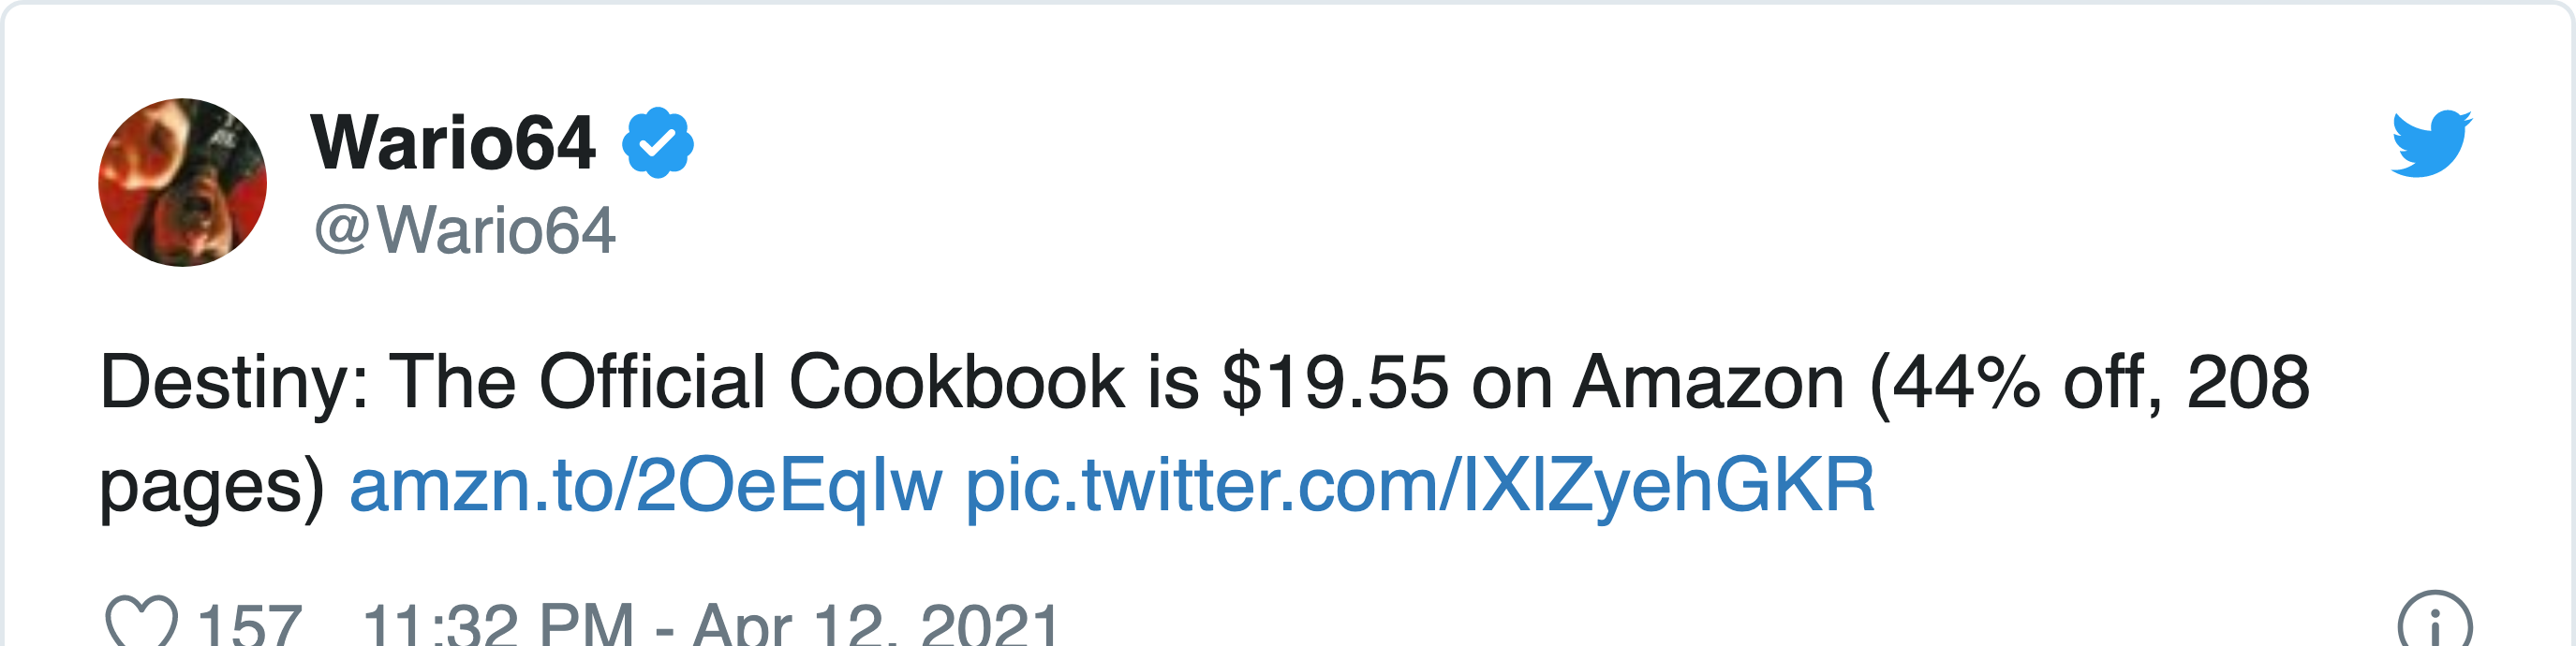 Wario64
@Wario64
Destiny: The Official Cookbook is $19.55 on Amazon (44% off, 208
pages) amzn.to/2OeEqIw pic.twitter.com/IXIZyehGKR
157 11:32 PM - Apr 12, 2021